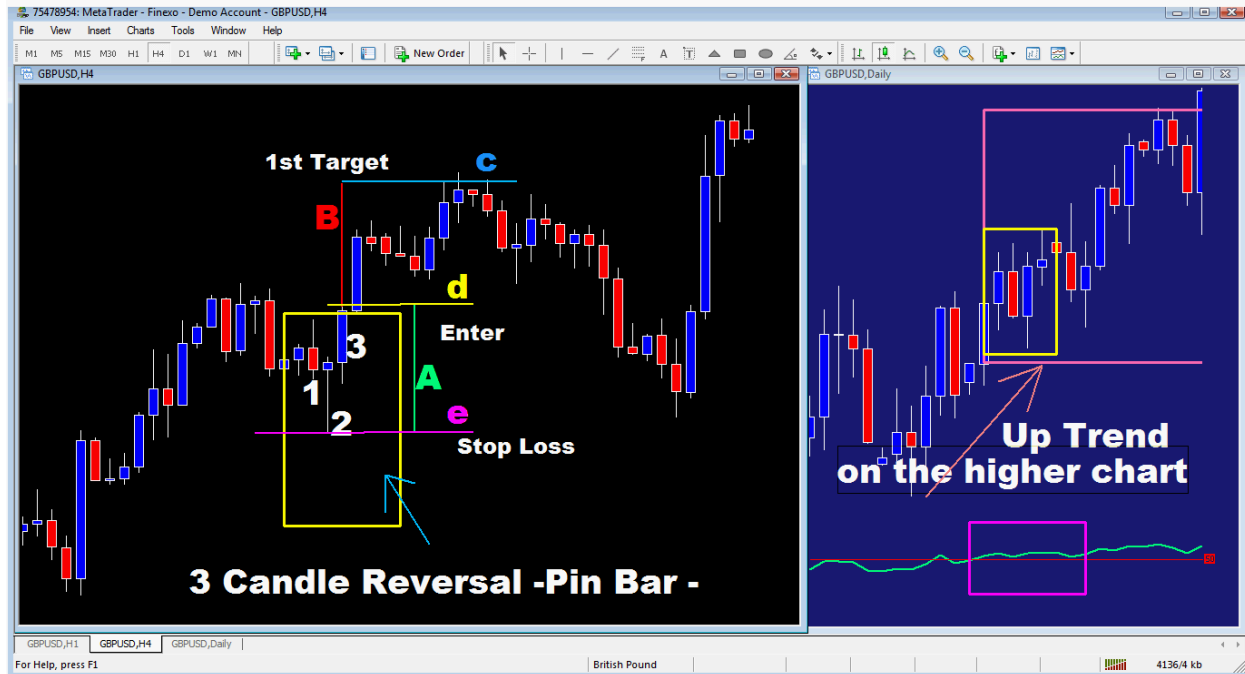 75478954: MetaTrader - Finexo - Demo Account - GBPUSD,H4
File View Insert Charts Tools Window Help
M1 M5 M15 M30 H1 H4 D1 W1 MN New Order A T
GBPUSD,H4
GBPUSD,Daily
1st Target
C
B
d
Enter
3
A
1
2
e
Stop Loss
3 Candle Reversal -Pin Bar -
Up Trend
on the higher chart
50
GBPUSD,H1 GBPUSD,H4 GBPUSD,Daily
For Help, press F1 British Pound 4136/4 kb